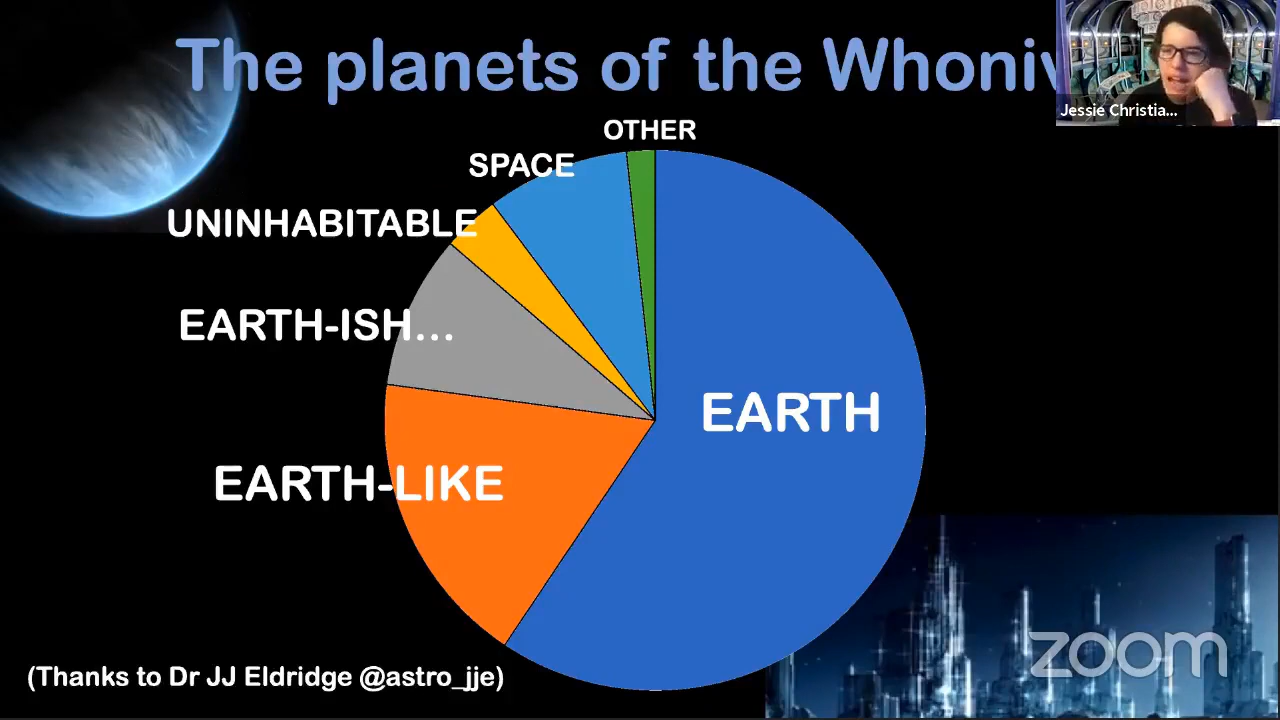 The planets of the Whoniv
Jessie Christia...
OTHER
SPACE
UNINHABITABLE
EARTH-ISH...
EARTH
EARTH-LIKE
zoom
(Thanks to Dr JJ Eldridge @astro_jje)